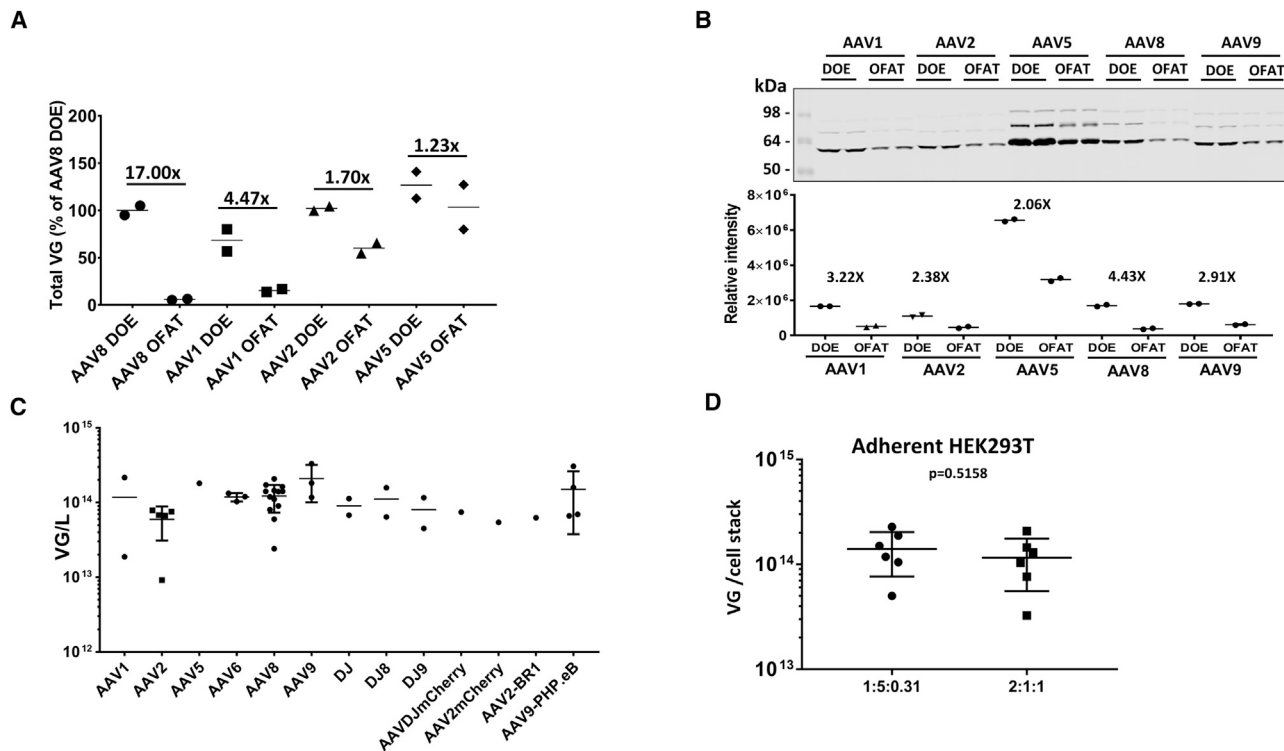 A
Total VG (% of AAV8 DOE)
200
150
100
50
0
17.00x
4.47x
1.70x
1.23x
AAV8 DOE
AAV8 OFAT
AAV1 DOE
AAV1 OFAT
AAV2 DOE
AAV2 OFAT
AAV5 DOE
AAV5 OFAT
B
AAV1 AAV2 AAV5 AAV8 AAV9
DOE OFAT DOE OFAT DOE OFAT DOE OFAT DOE OFAT
kDa
98 -
64 -
50 -
Relative intensity
8×10⁶
6×10⁶
4×10⁶
2×10⁶
0
3.22X
2.38X
2.06X
4.43X
2.91X
DOE OFAT DOE OFAT DOE OFAT DOE OFAT DOE OFAT
AAV1 AAV2 AAV5 AAV8 AAV9
C
VG/L
10¹⁵
10¹⁴
10¹³
10¹²
AAV1
AAV2
AAV5
AAV6
AAV8
AAV9
DJ
DJ8
DJ9
AAVDJmCherry
AAV2mCherry
AAV2-BR1
AAV9-PHP.eB
D
Adherent HEK293T
p=0.5158
VG /cell stack
10¹⁵
10¹⁴
10¹³
1:5:0.31
2:1:1